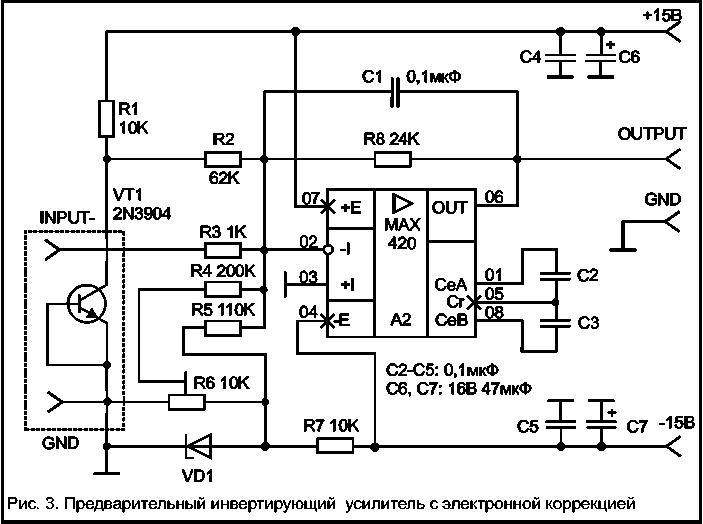 +15В
C4
C6
+
C1
0,1мкФ
R1
10K
R2
62K
R8 24K
OUTPUT
VT1
2N3904
07
+E
MAX
420
OUT
06
GND
INPUT-
R3 1K
02
-I
R4 200K
03
+I
CeA
01
C2
Cr
05
R5 110K
04
-E
A2
CeB
08
C3
R6 10K
C2-C5: 0,1мкФ
C6, C7: 16В 47мкФ
GND
R7 10K
C5
+
C7
-15В
VD1
Рис. 3. Предварительный инвертирующий усилитель с электронной коррекцией